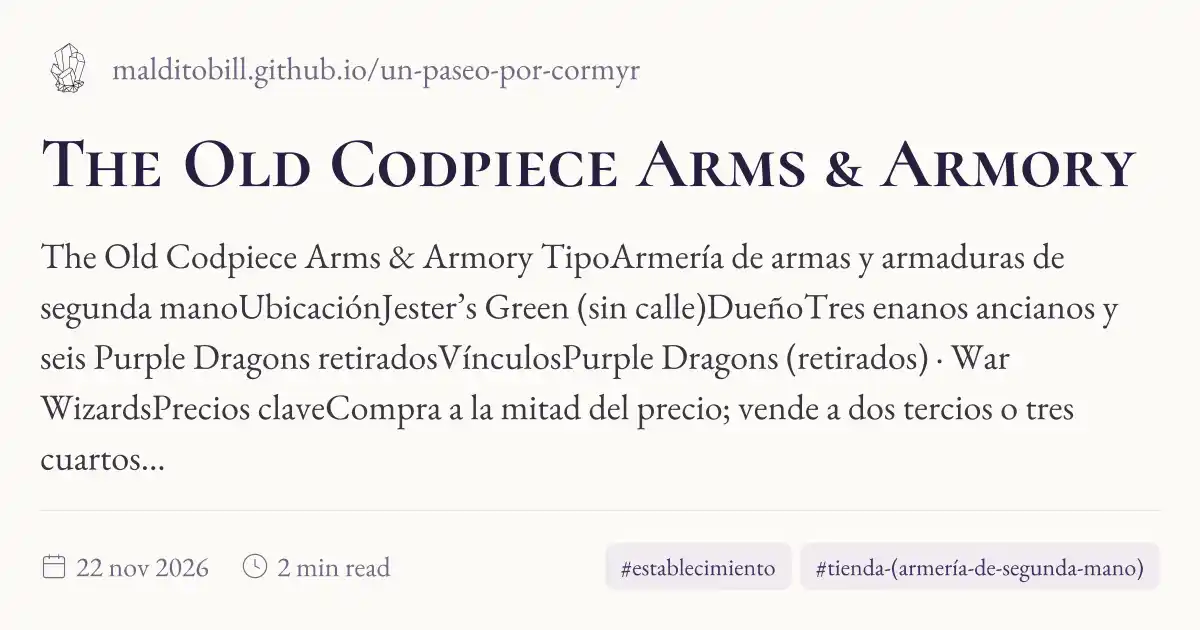 malditobill.github.io/un-paseo-por-cormyr
The Old Codpiece Arms & Armory
The Old Codpiece Arms & Armory TipoArmería de armas y armaduras de
segunda manoUbicaciónJester’s Green (sin calle)DueñoTres enanos ancianos y
seis Purple Dragons retiradosVínculosPurple Dragons (retirados) · War
WizardsPrecios claveCompra a la mitad del precio; vende a dos tercios o tres
cuartos...
22 nov 2026 2 min read #establecimiento #tienda-(armería-de-segunda-mano)